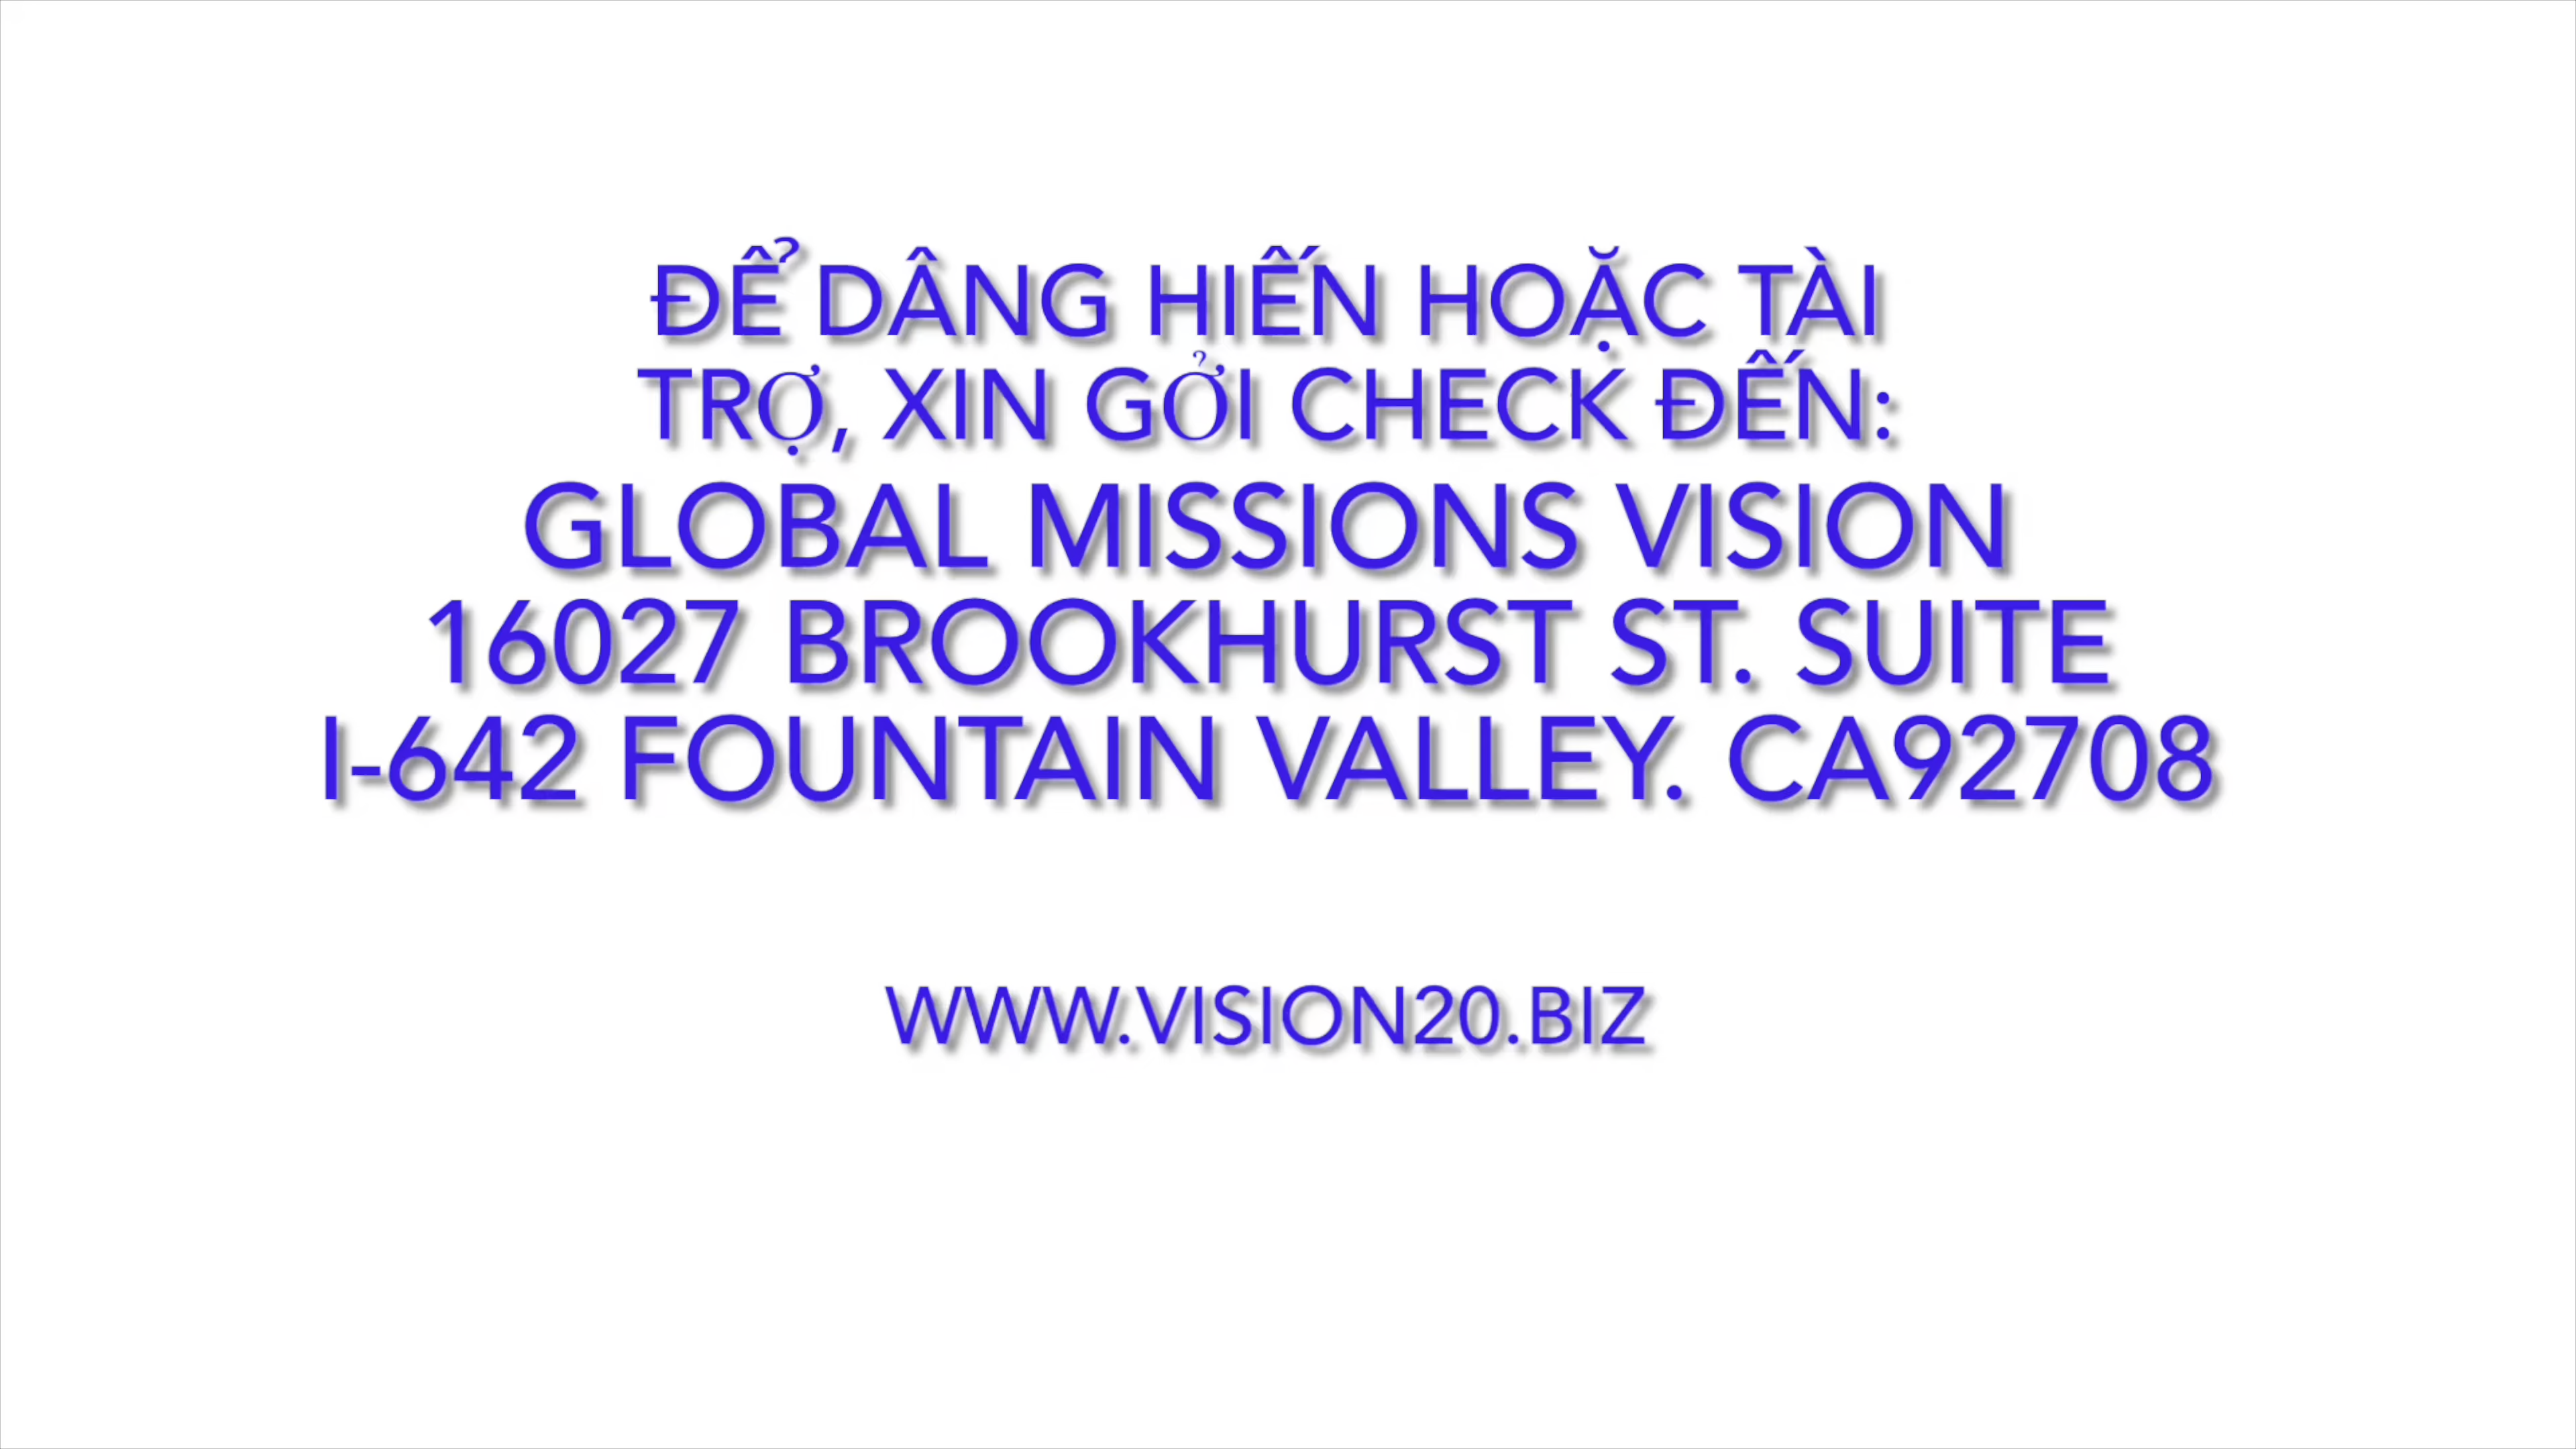 ĐỂ DÂNG HIẾN HOẶC TÀI
TRỢ, XIN GỞI CHECK ĐẾN:
GLOBAL MISSIONS VISION
16027 BROOKHURST ST. SUITE
I-642 FOUNTAIN VALLEY. CA92708
WWW.VISION20.BIZ